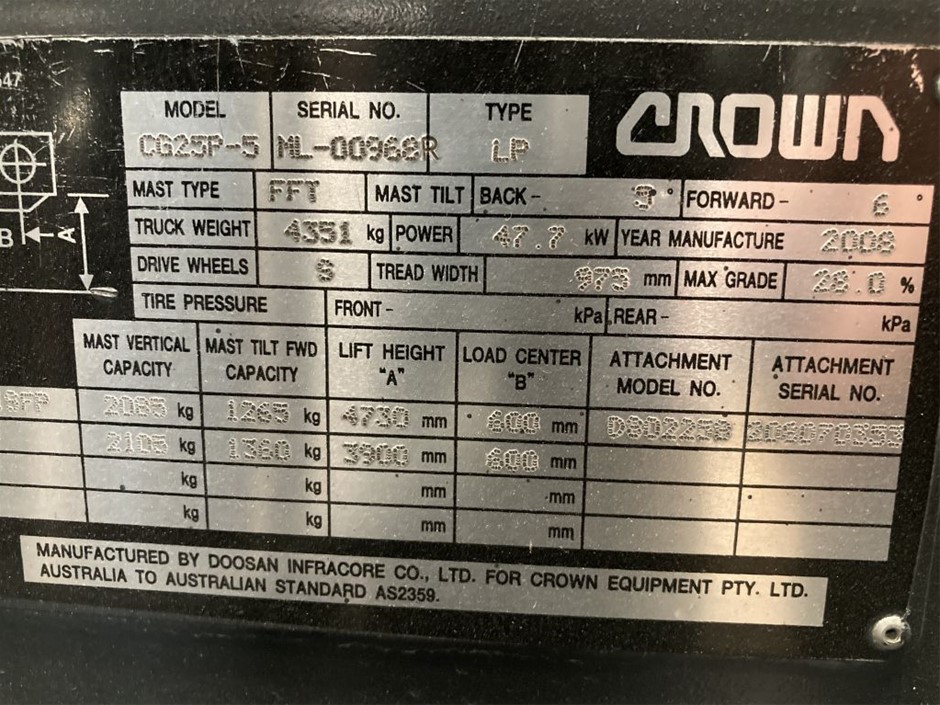 547
MODEL SERIAL NO. TYPE CROWN
CG25P-5 ML-00968R LP
MAST TYPE FFT MAST TILT BACK- ° FORWARD- 6 °
TRUCK WEIGHT 4351 kg POWER 47.7 kW YEAR MANUFACTURE 2008
DRIVE WHEELS TREAD WIDTH 975 mm MAX GRADE 28.0 %
TIRE PRESSURE FRONT- kPa REAR- kPa
MAST VERTICAL CAPACITY MAST TILT FWD CAPACITY LIFT HEIGHT "A" LOAD CENTER "B" ATTACHMENT MODEL NO. ATTACHMENT SERIAL NO.
2085 kg 1265 kg 4730 mm 600 mm
2105 kg 1360 kg 3900 mm 600 mm
kg kg mm mm
kg kg mm mm
B A
MANUFACTURED BY DOOSAN INFRACORE CO., LTD. FOR CROWN EQUIPMENT PTY. LTD.
AUSTRALIA TO AUSTRALIAN STANDARD AS2359.